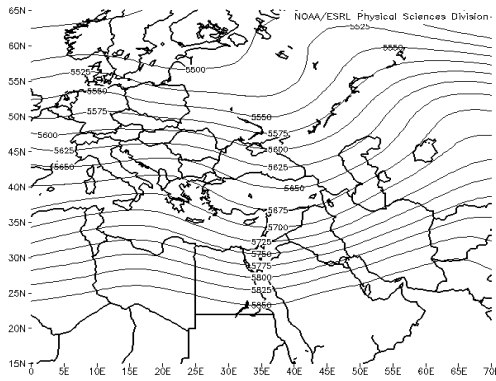 NOAA/ESRL Physical Sciences Division
65N
60N
55N
50N
45N
40N
35N
30N
25N
20N
15N
5525
5550
5500
5525
5550
5575
5550
5575
5600
5600
5625
5625
5650
5650
5675
5700
5725
5750
5775
5800
5825
5850
0 5E 10E 15E 20E 25E 30E 35E 40E 45E 50E 55E 60E 65E 70E